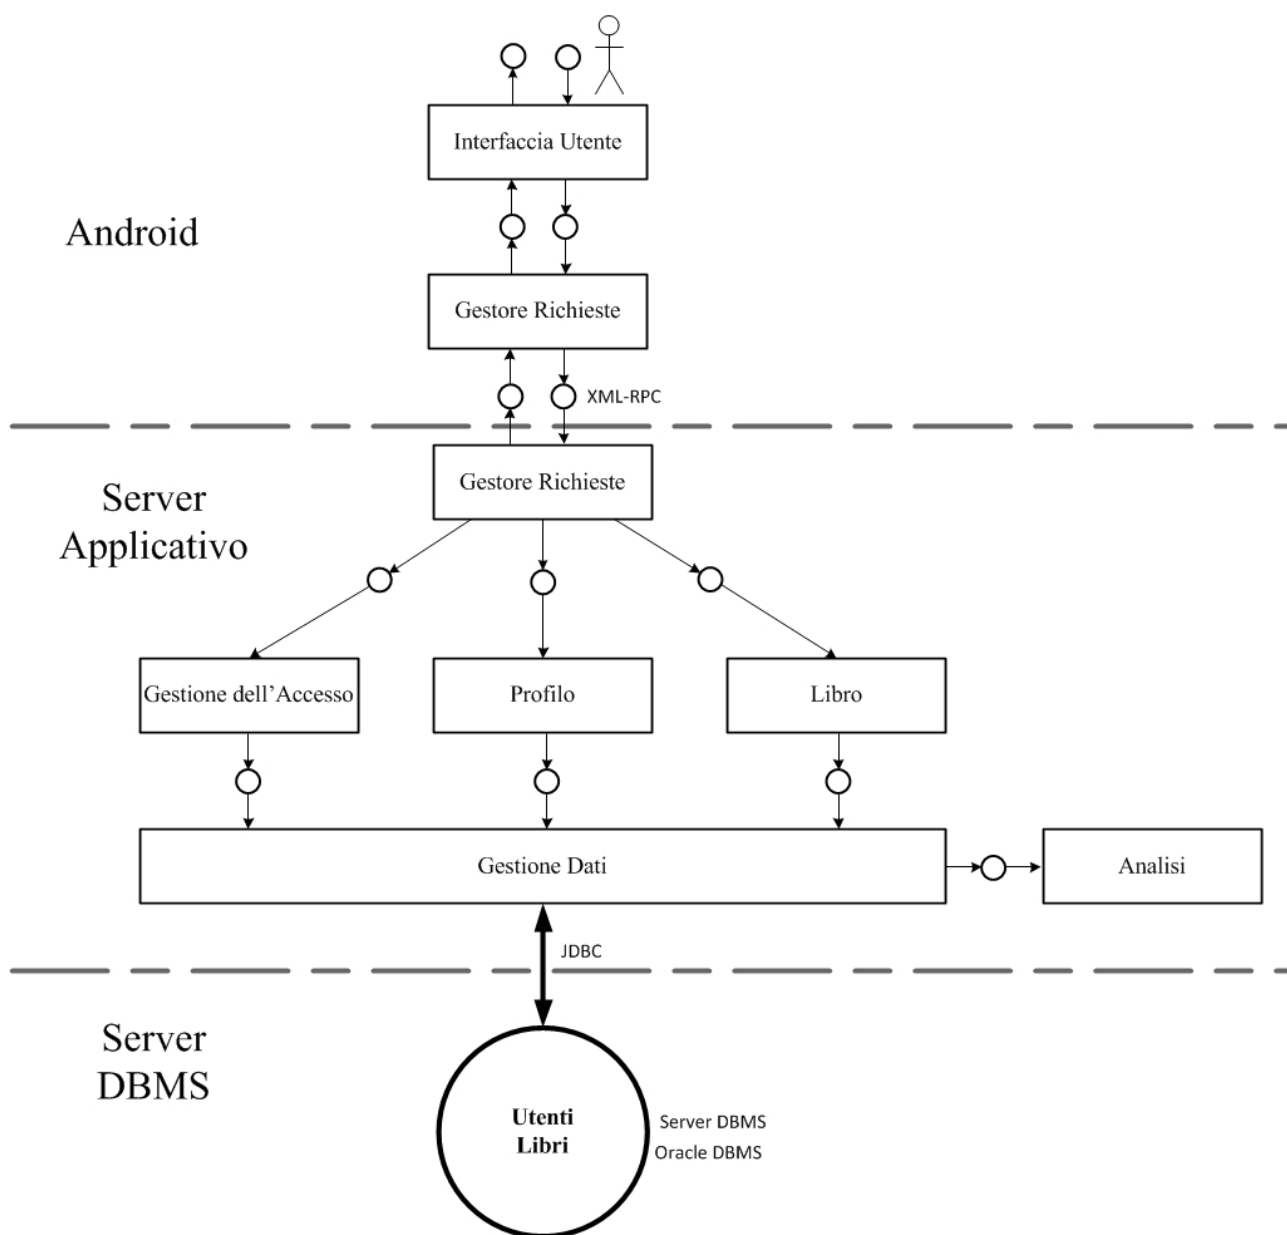 Interfaccia Utente
Android
Gestore Richieste
XML-RPC
Server
Applicativo
Gestore Richieste
Gestione dell’Accesso
Profilo
Libro
Gestione Dati
Analisi
JDBC
Server
DBMS
Utenti
Libri
Server DBMS
Oracle DBMS